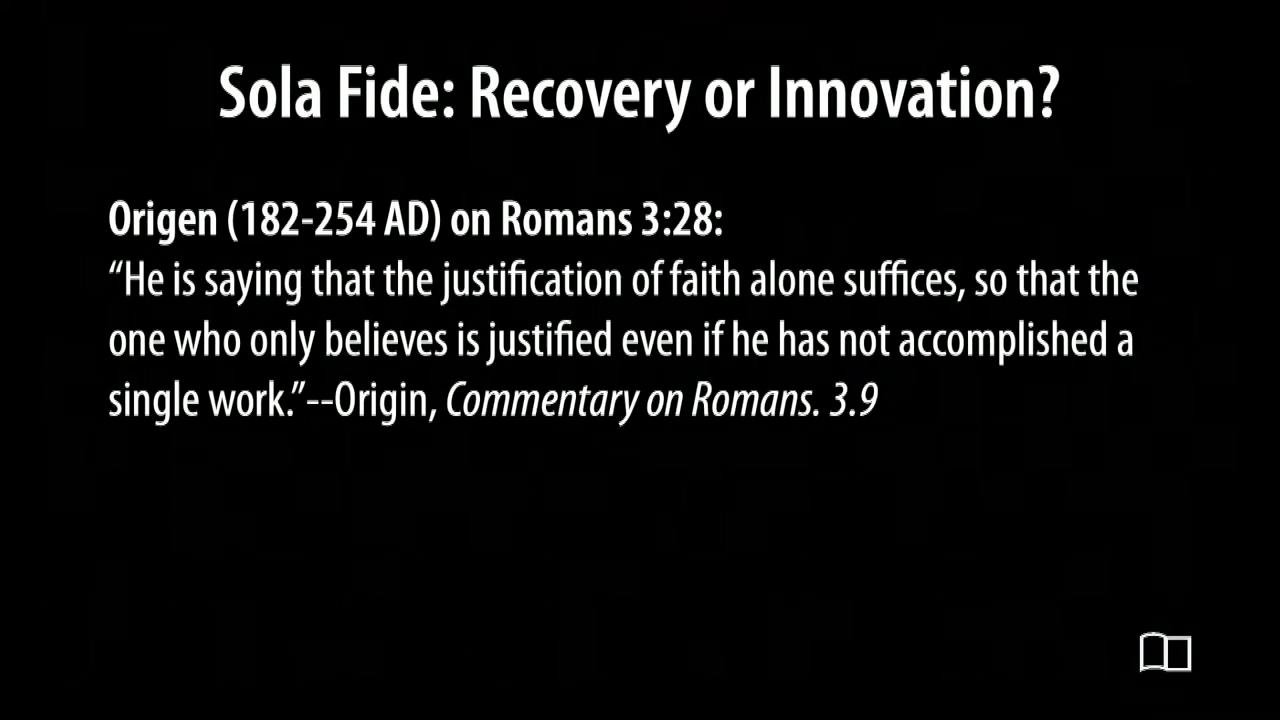 Sola Fide: Recovery or Innovation?
Origen (182-254 AD) on Romans 3:28:
“He is saying that the justification of faith alone suffices, so that the
one who only believes is justified even if he has not accomplished a
single work.”--Origin, Commentary on Romans. 3.9